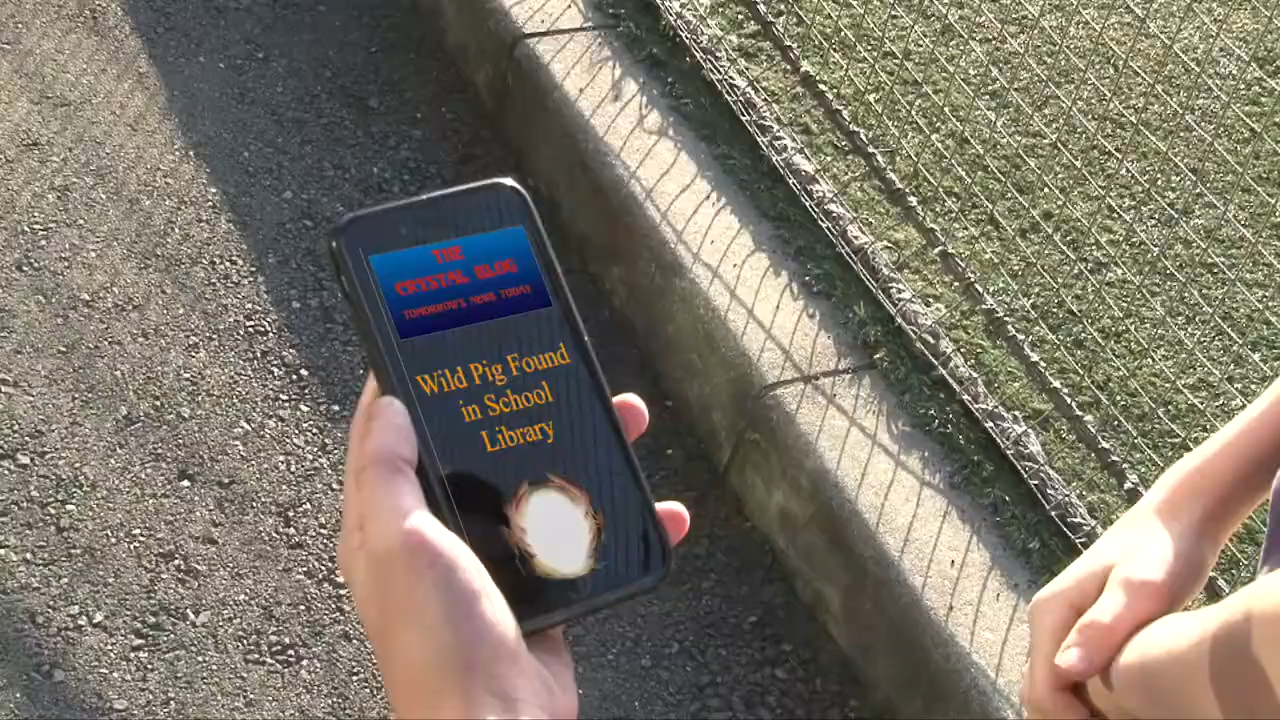 THE
CRYSTAL BLOG
TOMORROW'S NEWS TODAY
Wild Pig Found
in School
Library